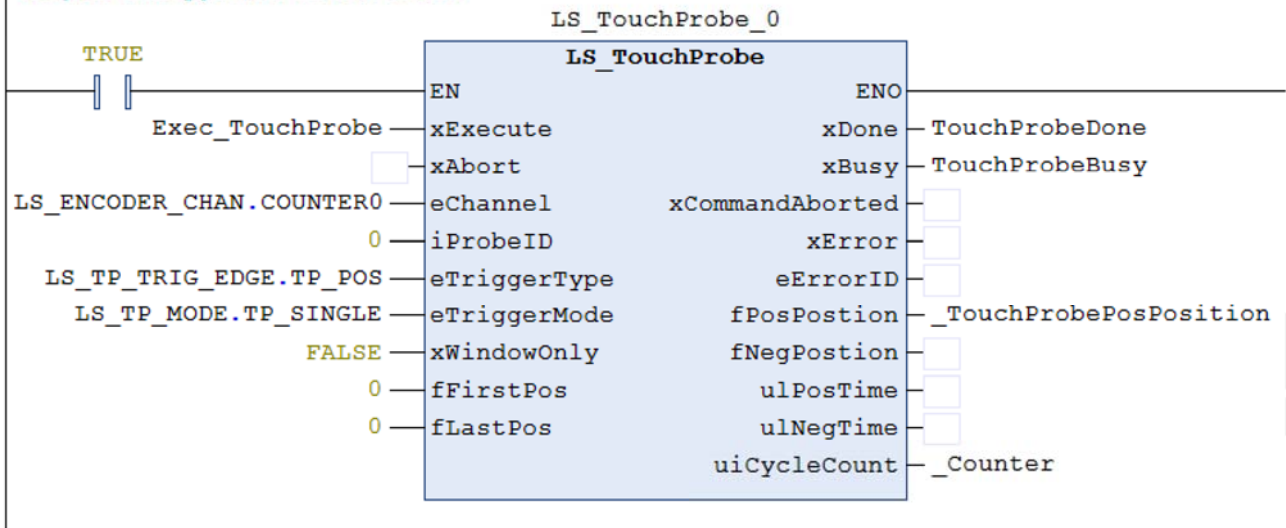 LS_TouchProbe_0
TRUE
LS_TouchProbe
EN ENO
Exec_TouchProbe xExecute xDone TouchProbeDone
xAbort xBusy TouchProbeBusy
LS_ENCODER_CHAN.COUNTER0 eChannel xCommandAborted
0 iProbeID xError
LS_TP_TRIG_EDGE.TP_POS eTriggerType eErrorID
LS_TP_MODE.TP_SINGLE eTriggerMode fPosPostion _TouchProbePosPosition
FALSE xWindowOnly fNegPostion
0 fFirstPos ulPosTime
0 fLastPos ulNegTime
uiCycleCount _Counter